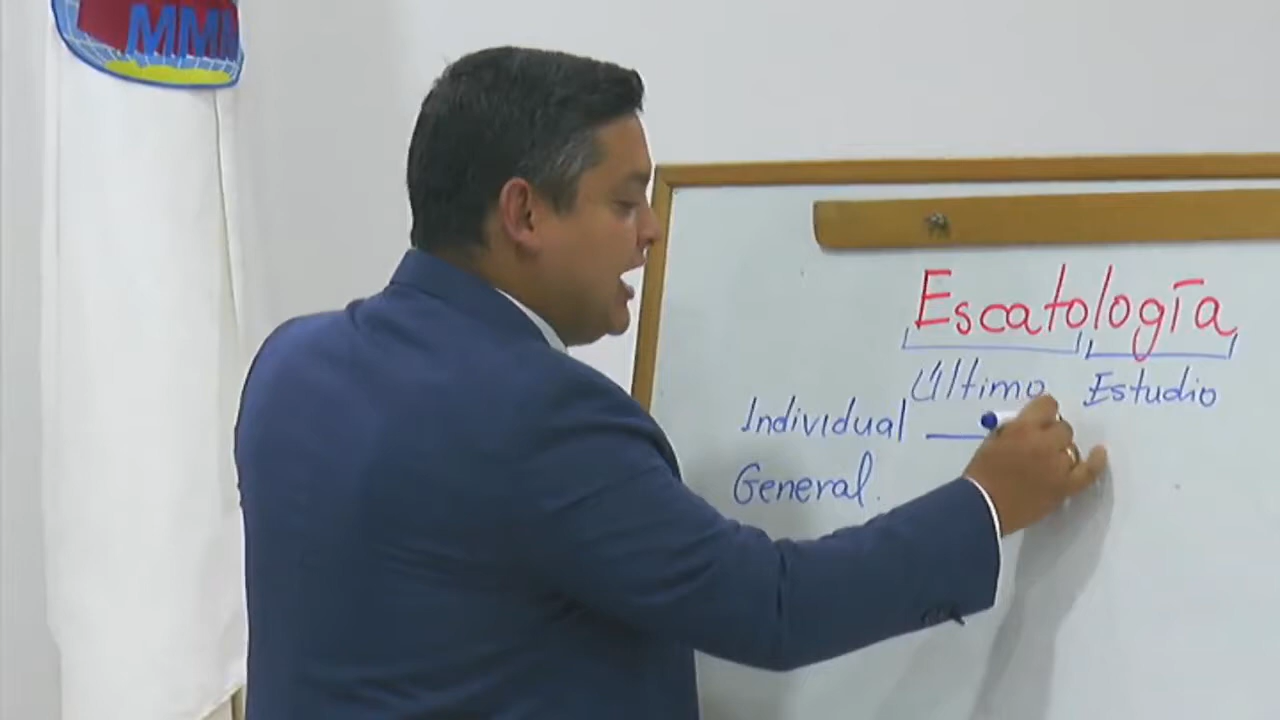 MMM
Escatología
Último Estudio
Individual
General.